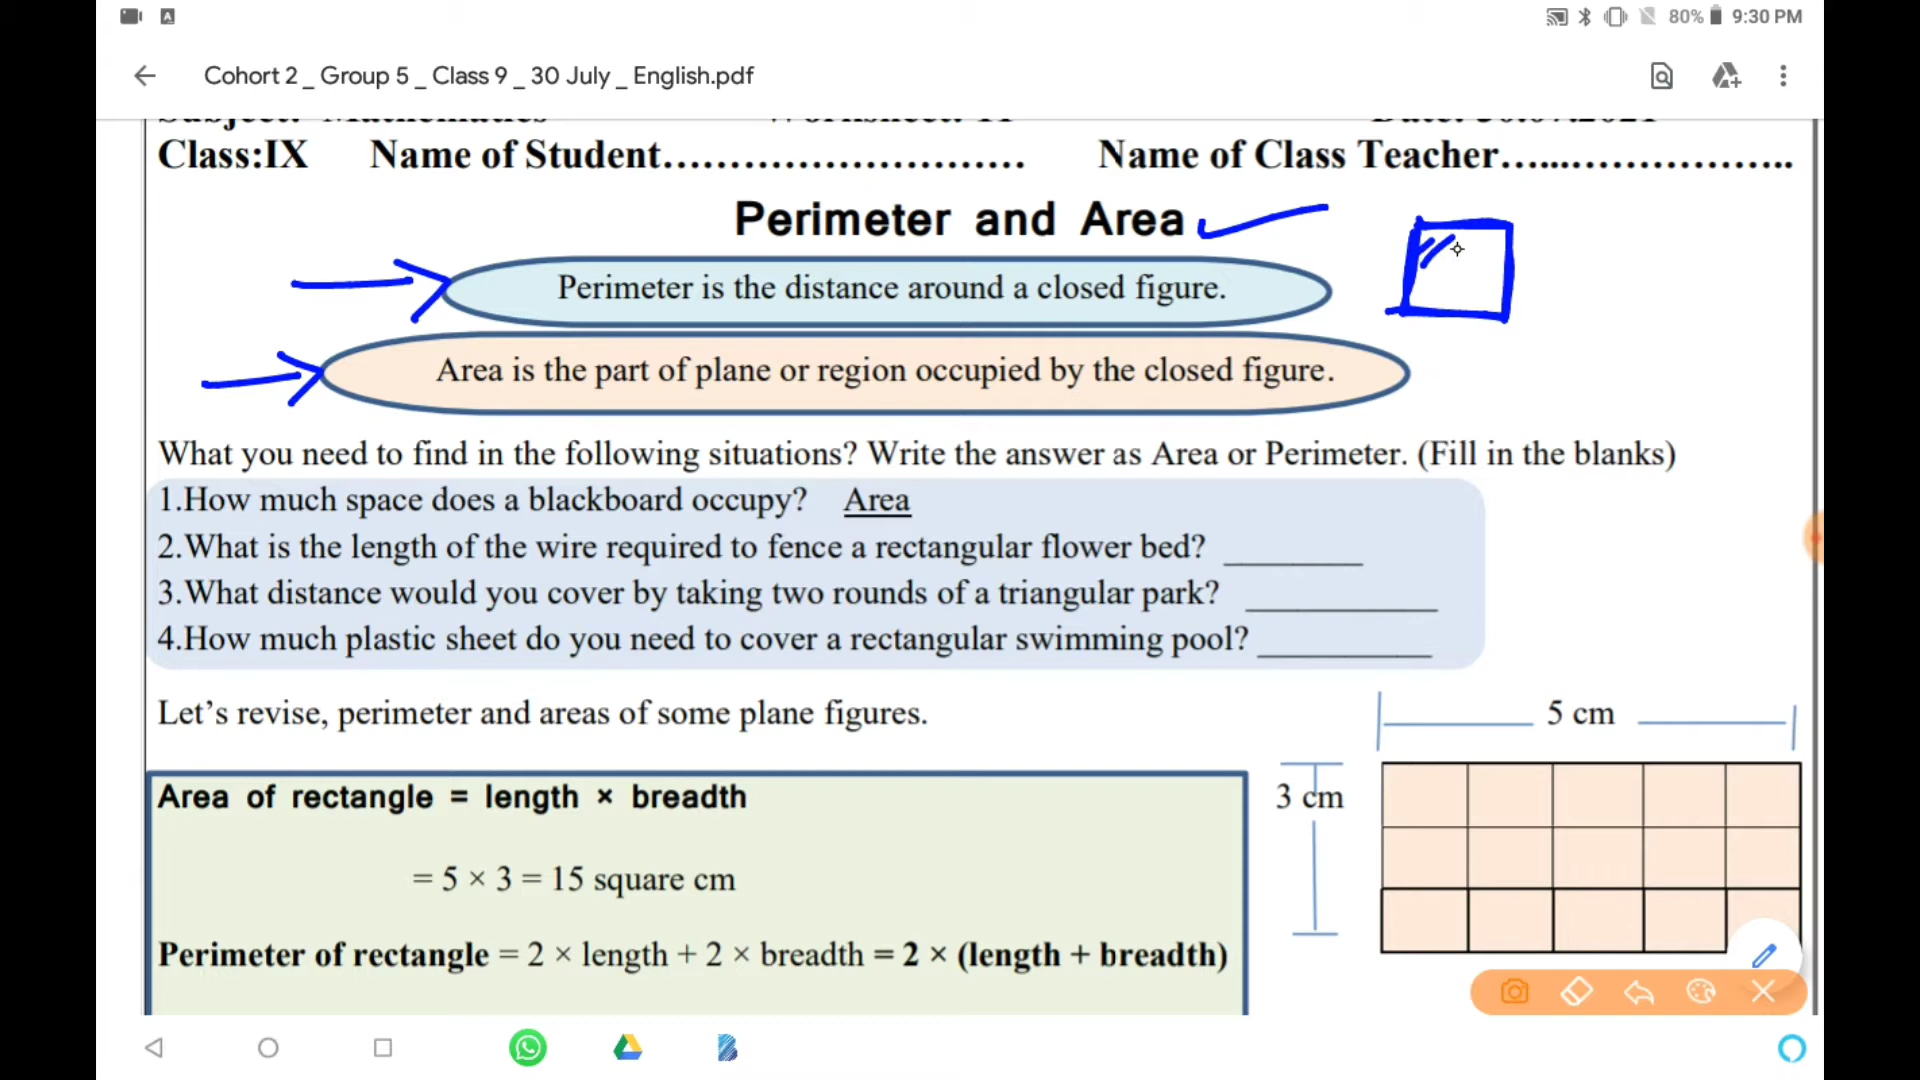 80% 9:30 PM
Cohort 2 _ Group 5 _ Class 9 _ 30 July _ English.pdf
Class:IX Name of Student………………………… Name of Class Teacher…...………………..
Perimeter and Area
Perimeter is the distance around a closed figure.
Area is the part of plane or region occupied by the closed figure.
What you need to find in the following situations? Write the answer as Area or Perimeter. (Fill in the blanks)
1.How much space does a blackboard occupy? Area
2.What is the length of the wire required to fence a rectangular flower bed? ________
3.What distance would you cover by taking two rounds of a triangular park? ___________
4.How much plastic sheet do you need to cover a rectangular swimming pool? __________
Let’s revise, perimeter and areas of some plane figures.
5 cm
Area of rectangle = length × breadth
3 cm
= 5 × 3 = 15 square cm
Perimeter of rectangle = 2 × length + 2 × breadth = 2 × (length + breadth)